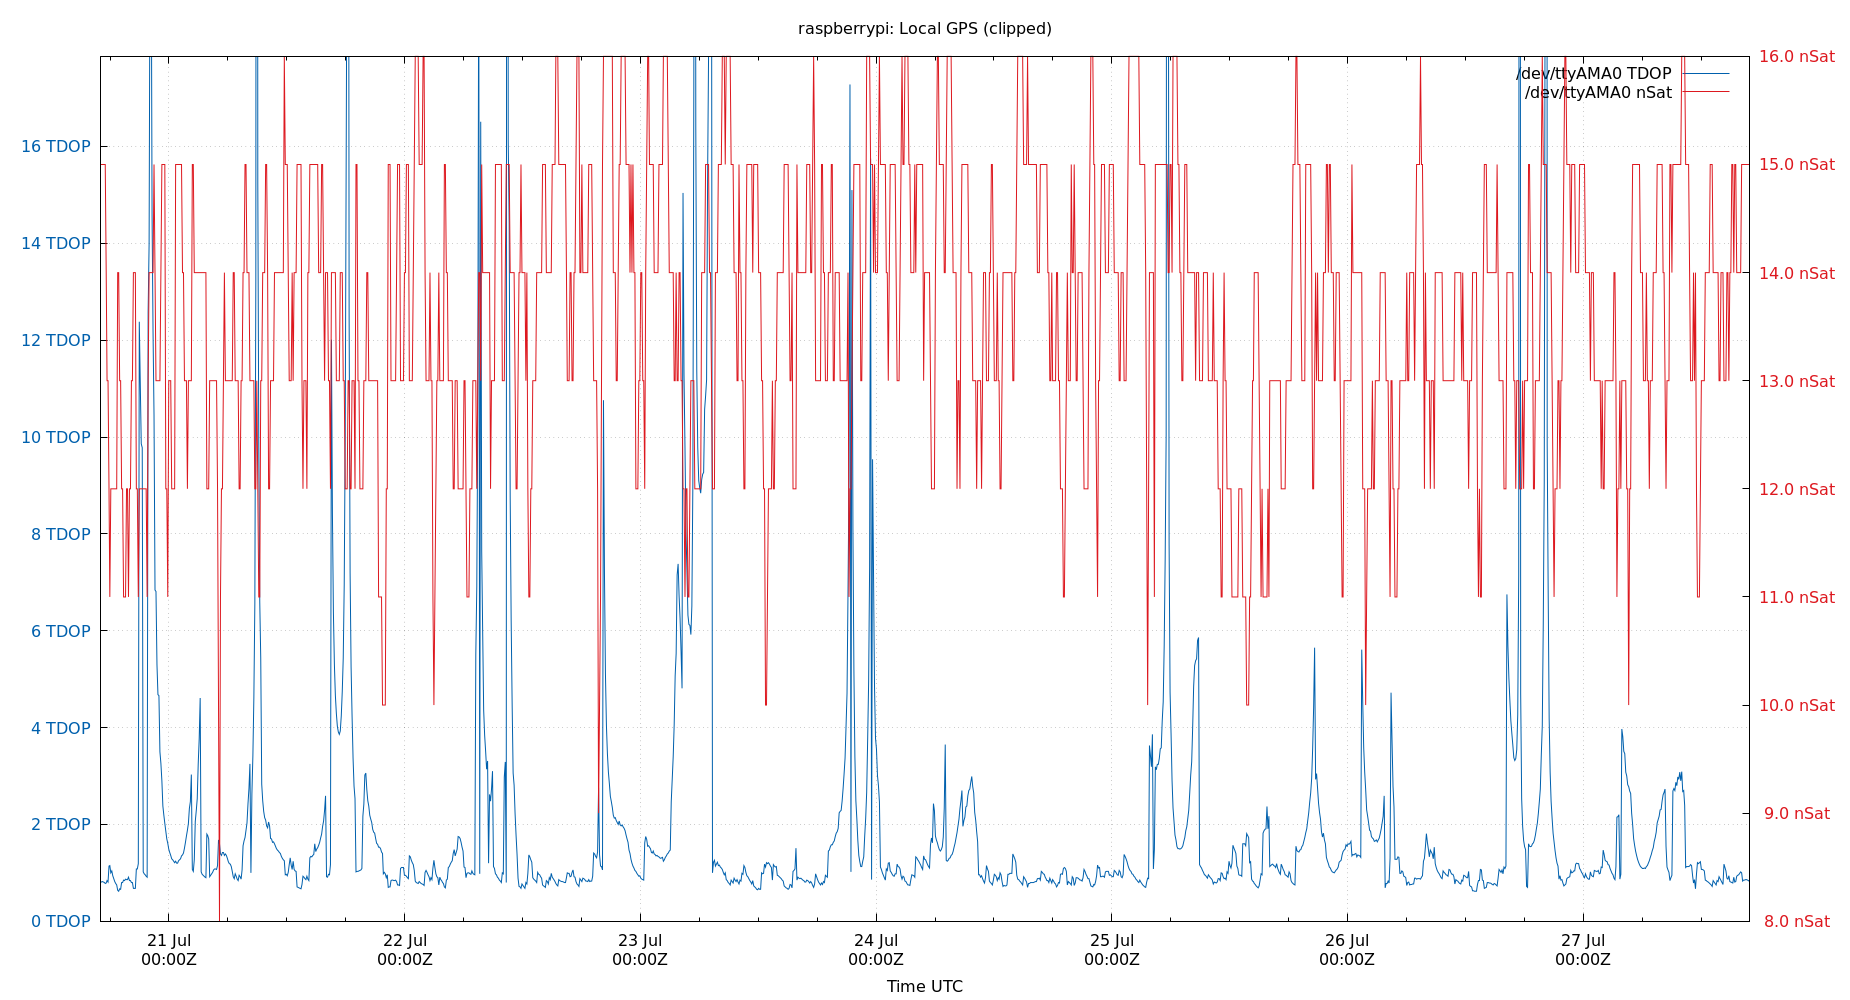 raspberrypi: Local GPS (clipped)
/dev/ttyAMA0 TDOP
/dev/ttyAMA0 nSat
16 TDOP
14 TDOP
12 TDOP
10 TDOP
8 TDOP
6 TDOP
4 TDOP
2 TDOP
0 TDOP
16.0 nSat
15.0 nSat
14.0 nSat
13.0 nSat
12.0 nSat
11.0 nSat
10.0 nSat
9.0 nSat
8.0 nSat
21 Jul 22 Jul 23 Jul 24 Jul 25 Jul 26 Jul 27 Jul
00:00Z 00:00Z 00:00Z 00:00Z 00:00Z 00:00Z 00:00Z
Time UTC